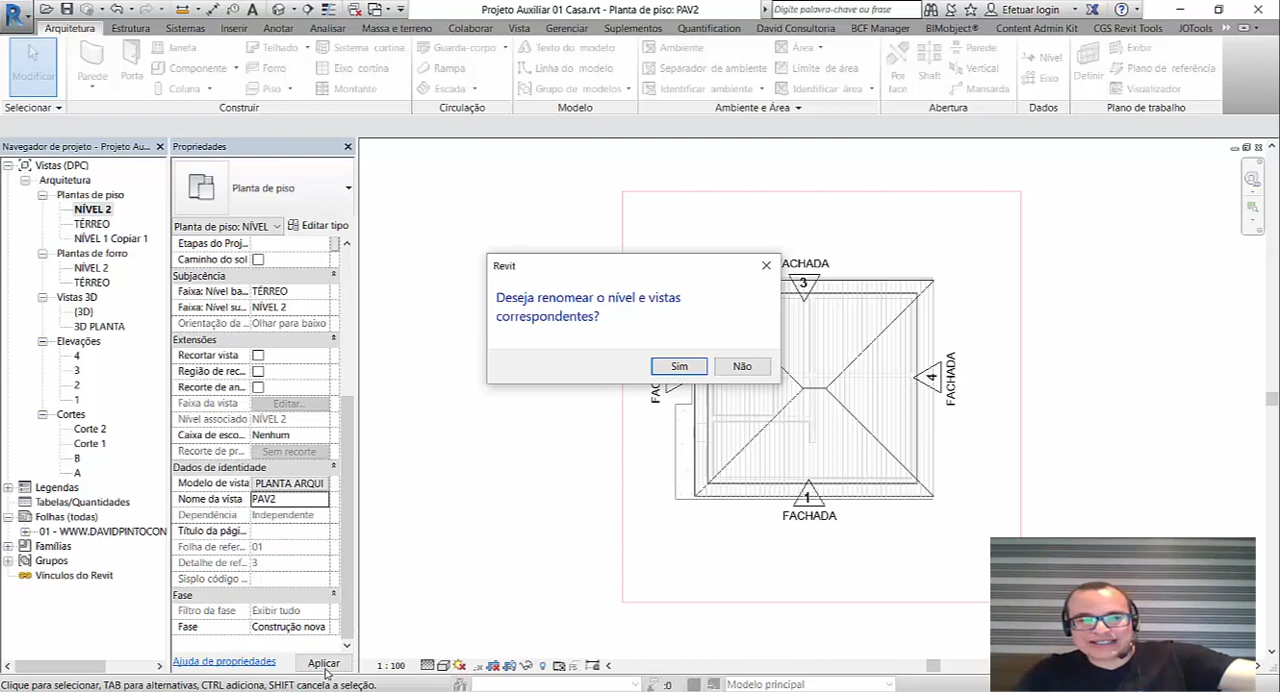 Projeto Auxiliar 01 Casa.rvt - Planta de piso: PAV2
Digite palavra-chave ou frase
Efetuar login
Arquitetura Estrutura Sistemas Inserir Anotar Analisar Massa e terreno Colaborar Vista Gerenciar Suplementos Quantification David Consultoria BCF Manager BIMobject® Content Admin Kit CGS Revit Tools JOTools
Modificar
Parede
Porta
Janela
Componente
Coluna
Telhado
Forro
Piso
Sistema cortina
Eixo cortina
Montante
Guarda-corpo
Rampa
Escada
Texto do modelo
Linha do modelo
Grupo de modelos
Ambiente
Separador de ambiente
Identificar ambiente
Área
Limite de área
Identificar área
Por face
Shaft
Parede
Vertical
Mansarda
Nível
Eixo
Definir
Exibir
Plano de referência
Visualizador
Selecionar Construir Circulação Modelo Ambiente e Área Abertura Dados Plano de trabalho
Navegador de projeto - Projeto Au...
Vistas (DPC)
Arquitetura
Plantas de piso
NÍVEL 2
TÉRREO
NÍVEL 1 Copiar 1
Plantas de forro
NÍVEL 2
TÉRREO
Vistas 3D
{3D}
3D PLANTA
Elevações
4
3
2
1
Cortes
Corte 2
Corte 1
B
A
Legendas
Tabelas/Quantidades
Folhas (todas)
01 - WWW.DAVIDPINTOCON
Famílias
Grupos
Vínculos do Revit
Propriedades
Planta de piso
Planta de piso: NÍVEL Editar tipo
Etapas do Proj...
Caminho do sol
Subjacência
Faixa: Nível ba... TÉRREO
Faixa: Nível su... NÍVEL 2
Orientação da ... Olhar para baixo
Extensões
Recortar vista
Região de rec...
Recorte de an...
Faixa da vista Editar...
Nível associado NÍVEL 2
Caixa de esco... Nenhum
Recorte de pr... Sem recorte
Dados de identidade
Modelo de vista PLANTA ARQUI
Nome da vista PAV2
Dependência Independente
Título da pági...
Folha de refer... 01
Detalhe de ref... 3
Sisplo código ...
Fase
Filtro da fase Exibir tudo
Fase Construção nova
Ajuda de propriedades Aplicar
Revit
Deseja renomear o nível e vistas
correspondentes?
Sim Não
ACHADA
3
4
FACHADA
FAC
1
FACHADA
1 : 100
Clique para selecionar, TAB para alternativas, CTRL adiciona, SHIFT cancela a seleção.
:0
Modelo principal